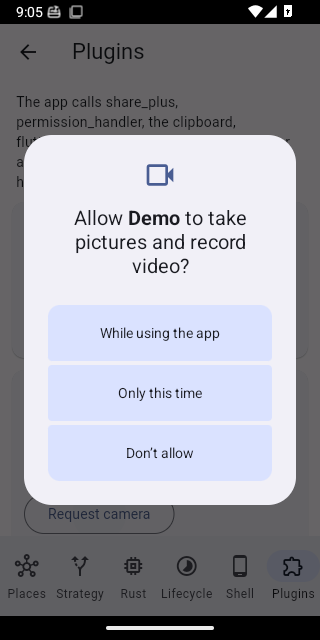 9:05
Plugins
The app calls share_plus,
permission_handler, the clipboard,
Allow Demo to take
pictures and record
video?
While using the app
Only this time
Don't allow
Request camera
Places
Strategy
Rust
Lifecycle
Shell
Plugins